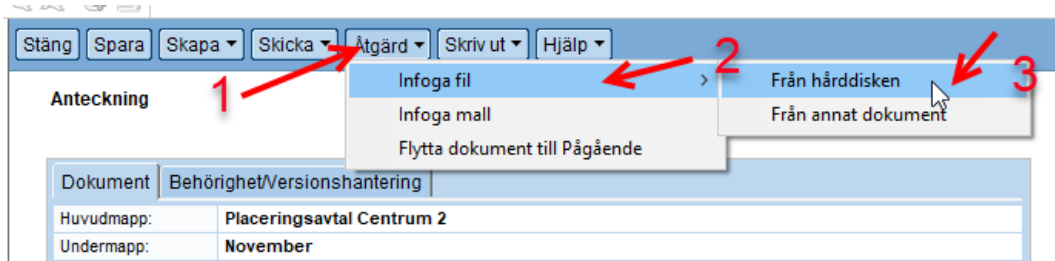 Stäng Spara Skapa Skicka Åtgärd Skriv ut Hjälp
1 2 3
Infoga fil > Från hårddisken
Anteckning
Infoga mall Från annat dokument
Flytta dokument till Pågående
Dokument Behörighet/Versionshantering
Huvudmapp: Placeringsavtal Centrum 2
Undermapp: November